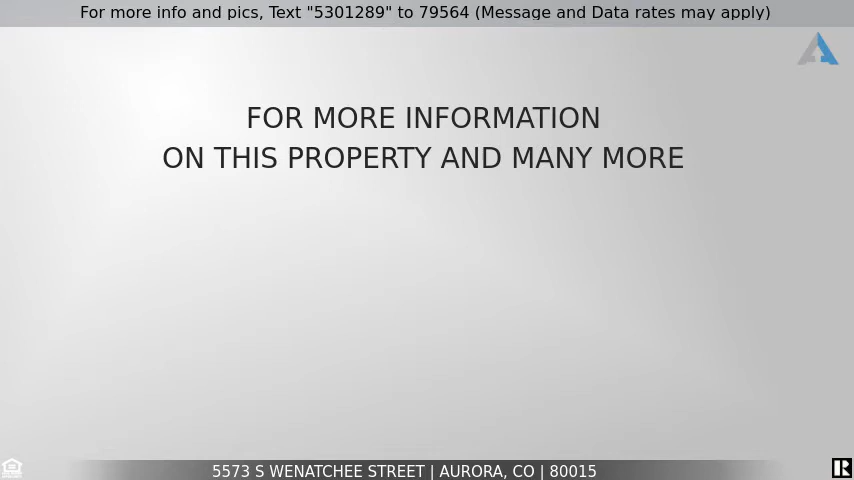 For more info and pics, Text "5301289" to 79564 (Message and Data rates may apply)
FOR MORE INFORMATION
ON THIS PROPERTY AND MANY MORE
5573 S WENATCHEE STREET | AURORA, CO | 80015